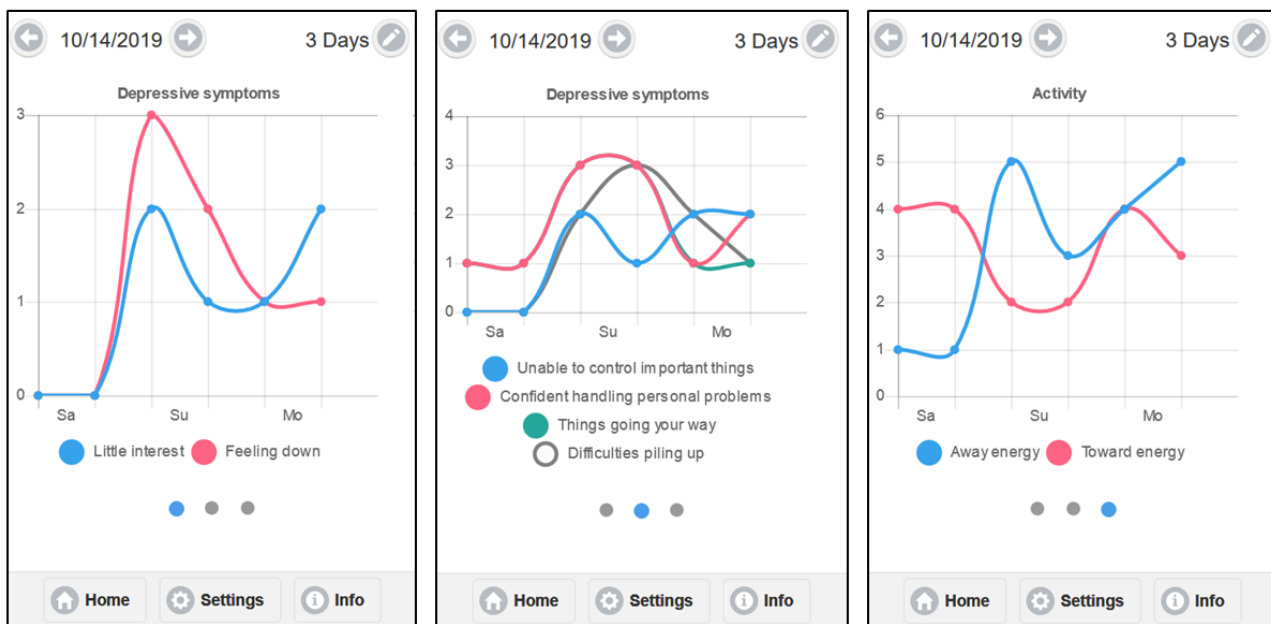 10/14/2019 3 Days
Depressive symptoms
3
2
1
0
Sa Su Mo
Little interest Feeling down
Home Settings Info
10/14/2019 3 Days
Depressive symptoms
4
3
2
1
0
Sa Su Mo
Unable to control important things
Confident handling personal problems
Things going your way
Difficulties piling up
Home Settings Info
10/14/2019 3 Days
Activity
6
5
4
3
2
1
0
Sa Su Mo
Away energy Toward energy
Home Settings Info